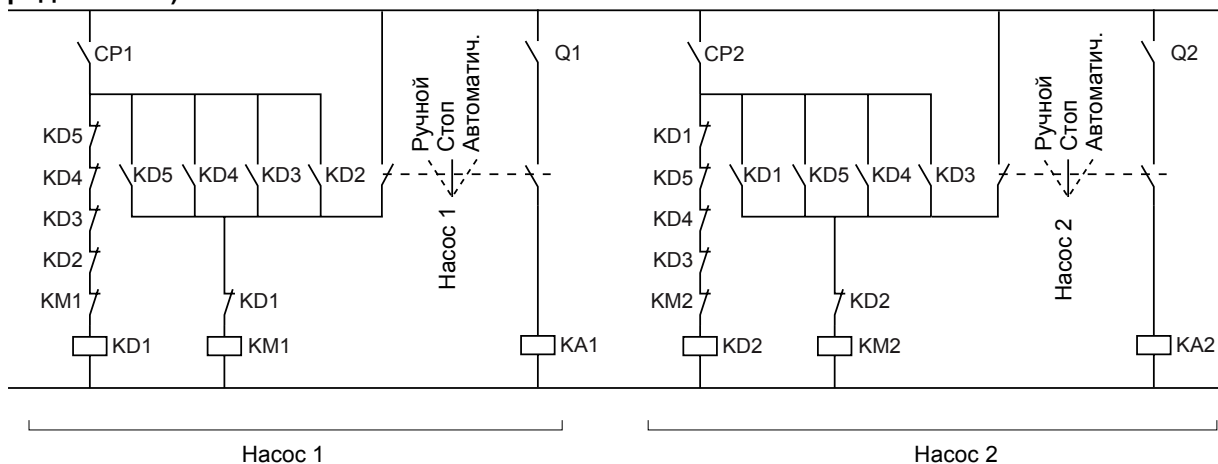 CP1
Q1
CP2
Q2
Ручной
Стоп
Автоматич.
Ручной
Стоп
Автоматич.
KD5
KD1
KD4
KD5
KD4
KD3
KD2
KD5
KD1
KD5
KD4
KD3
KD3
KD4
KD2
KD3
Насос 1
Насос 2
KM1
KD1
KM2
KD2
KD1
KM1
KA1
KD2
KM2
KA2
Насос 1
Насос 2